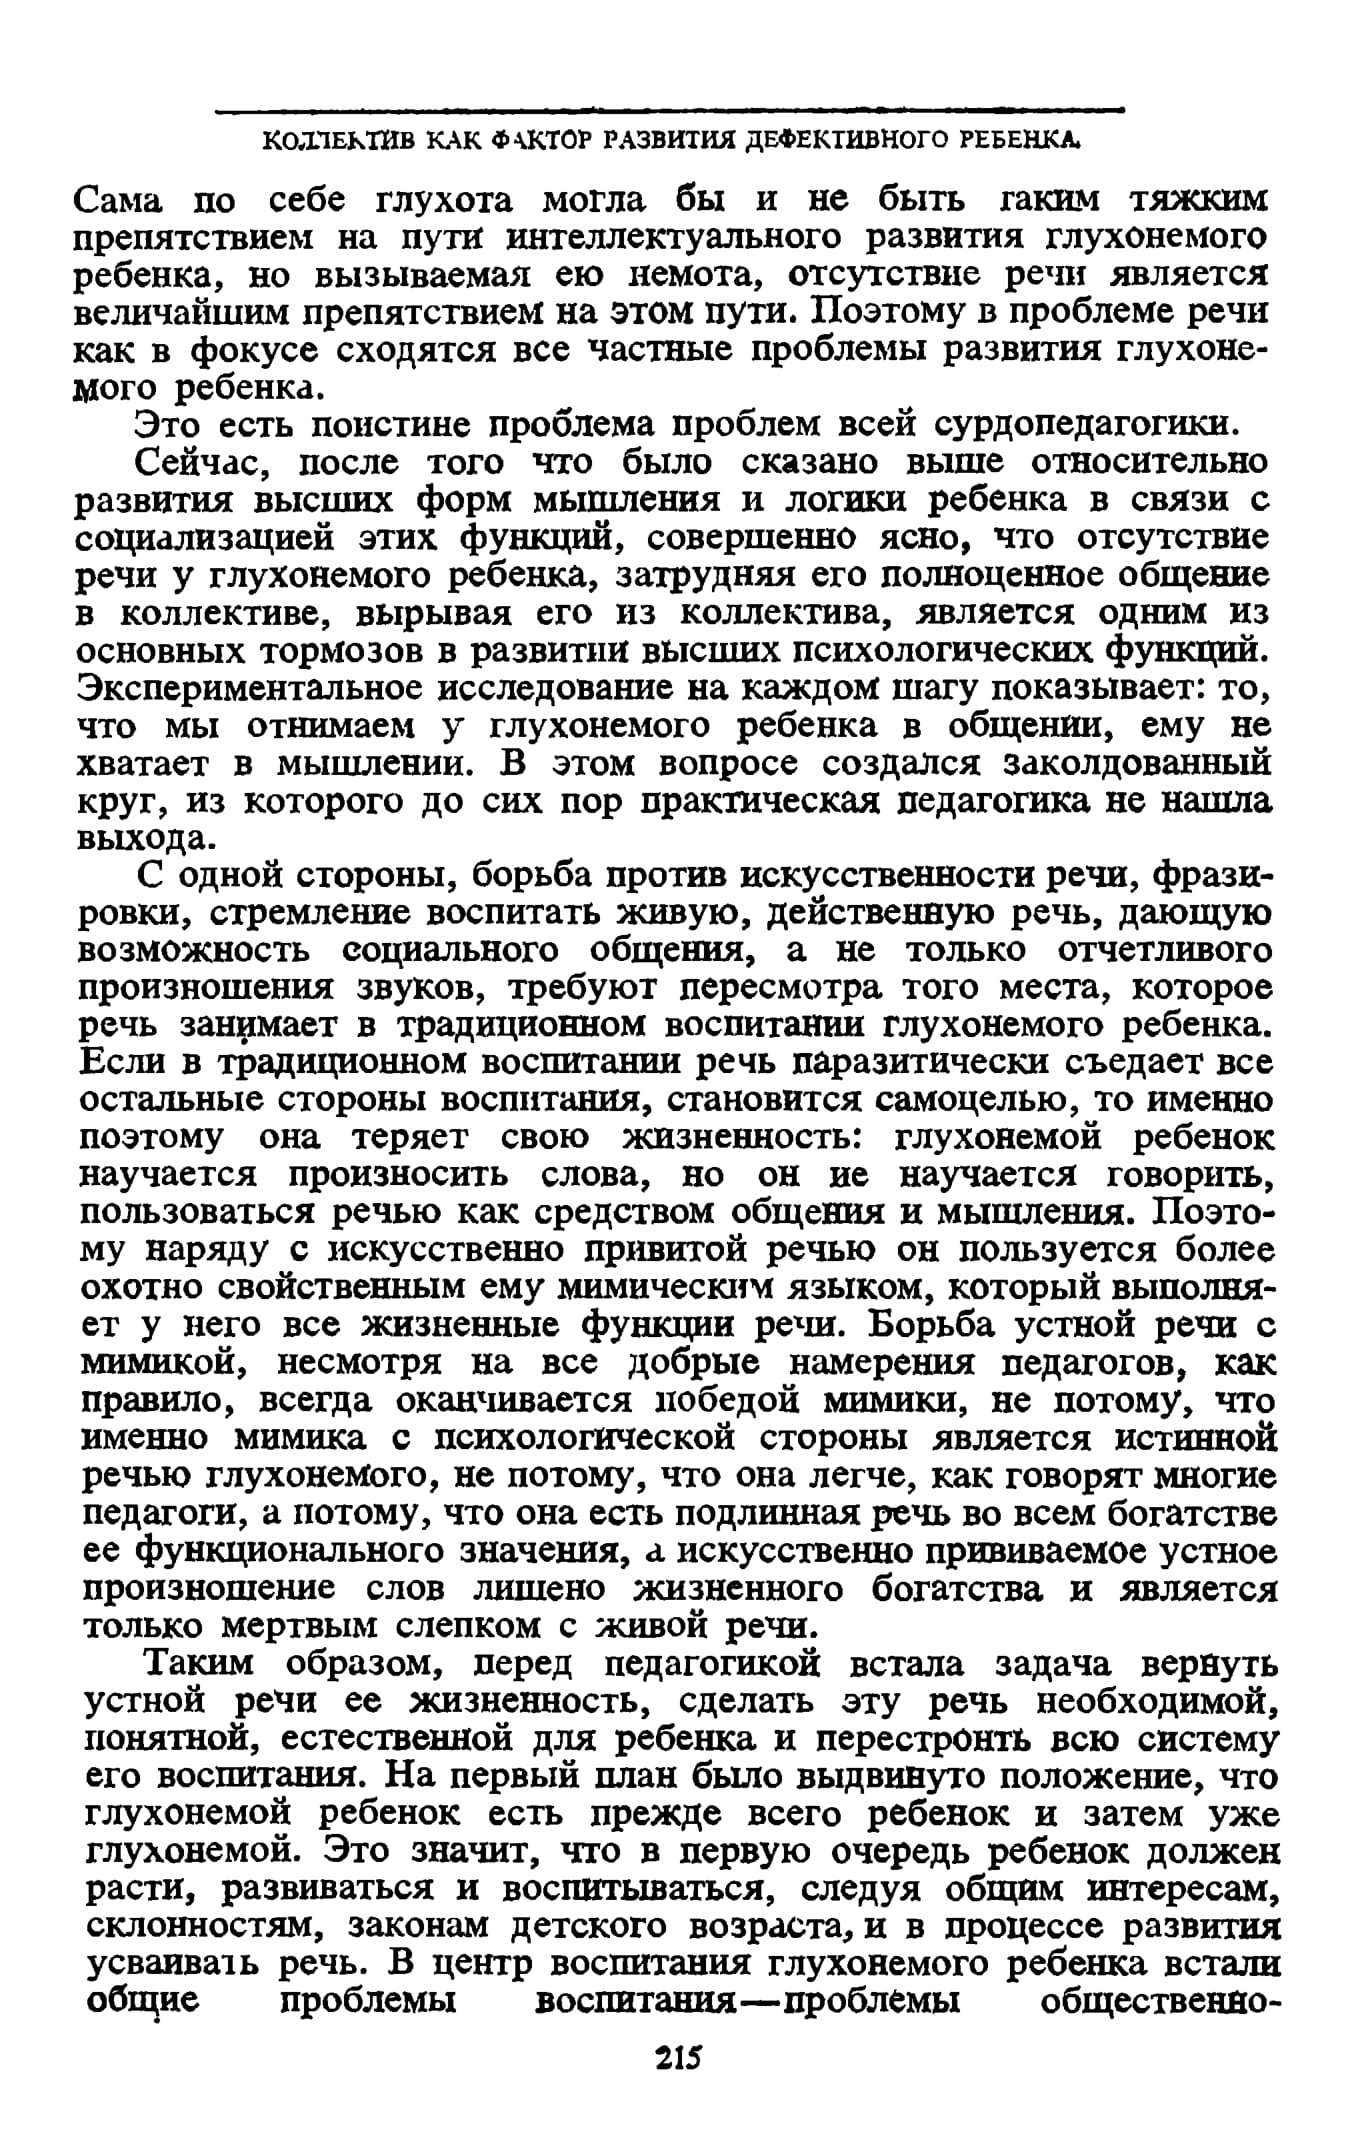 КОЛЛЕКТИВ КАК ФАКТОР РАЗВИТИЯ ДЕФЕКТИВНОГО РЕБЕНКА
Сама по себе глухота могла бы и не быть таким тяжким
препятствием на пути интеллектуального развития глухонемого
ребенка, но вызываемая ею немота, отсутствие речи является
величайшим препятствием на этом пути. Поэтому в проблеме речи
как в фокусе сходятся все частные проблемы развития глухоне-
мого ребенка.
Это есть поистине проблема проблем всей сурдопедагогики.
Сейчас, после того что было сказано выше относительно
развития высших форм мышления и логики ребенка в связи с
социализацией этих функций, совершенно ясно, что отсутствие
речи у глухонемого ребенка, затрудняя его полноценное общение
в коллективе, вырывая его из коллектива, является одним из
основных тормозов в развитии высших психологических функций.
Экспериментальное исследование на каждом шагу показывает: то,
что мы отнимаем у глухонемого ребенка в общении, ему не
хватает в мышлении. В этом вопросе создался заколдованный
круг, из которого до сих пор практическая педагогика не нашла
выхода.
С одной стороны, борьба против искусственности речи, фрази-
ровки, стремление воспитать живую, действенную речь, дающую
возможность социального общения, а не только отчетливого
произношения звуков, требуют пересмотра того места, которое
речь занимает в традиционном воспитании глухонемого ребенка.
Если в традиционном воспитании речь паразитически съедает все
остальные стороны воспитания, становится самоцелью, то именно
поэтому она теряет свою жизненность: глухонемой ребенок
научается произносить слова, но он не научается говорить,
пользоваться речью как средством общения и мышления. Поэто-
му наряду с искусственно привитой речью он пользуется более
охотно свойственным ему мимическим языком, который выполня-
ет у него все жизненные функции речи. Борьба устной речи с
мимикой, несмотря на все добрые намерения педагогов, как
правило, всегда оканчивается победой мимики, не потому, что
именно мимика с психологической стороны является истинной
речью глухонемого, не потому, что она легче, как говорят многие
педагоги, а потому, что она есть подлинная речь во всем богатстве
ее функционального значения, а искусственно прививаемое устное
произношение слов лишено жизненного богатства и является
только мертвым слепком с живой речи.
Таким образом, перед педагогикой встала задача вернуть
устной речи ее жизненность, сделать эту речь необходимой,
понятной, естественной для ребенка и перестроить всю систему
его воспитания. На первый план было выдвинуто положение, что
глухонемой ребенок есть прежде всего ребенок и затем уже
глухонемой. Это значит, что в первую очередь ребенок должен
расти, развиваться и воспитываться, следуя общим интересам,
склонностям, законам детского возраста, и в процессе развития
усваивать речь. В центр воспитания глухонемого ребенка встали
общие проблемы воспитания—проблемы общественно-
215